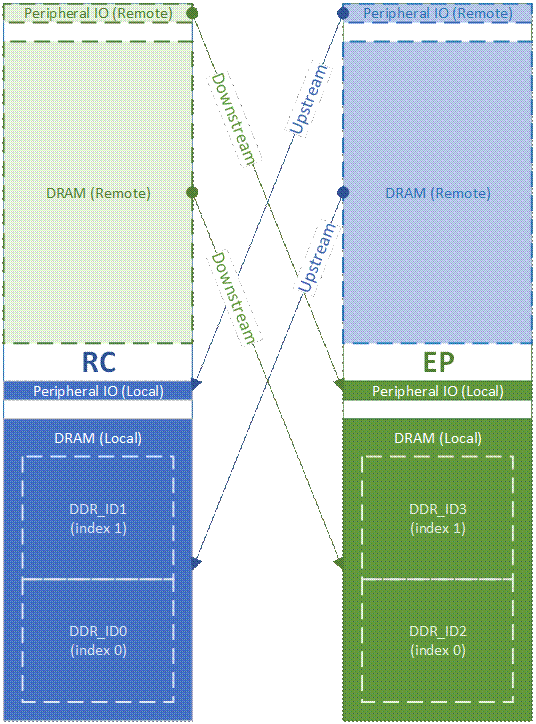 Peripheral IO (Remote)
Peripheral IO (Remote)
Downstream
Upstream
DRAM (Remote)
DRAM (Remote)
Downstream
Upstream
RC
EP
Peripheral IO (Local)
Peripheral IO (Local)
DRAM (Local)
DRAM (Local)
DDR_ID1
(index 1)
DDR_ID3
(index 1)
DDR_ID0
(index 0)
DDR_ID2
(index 0)